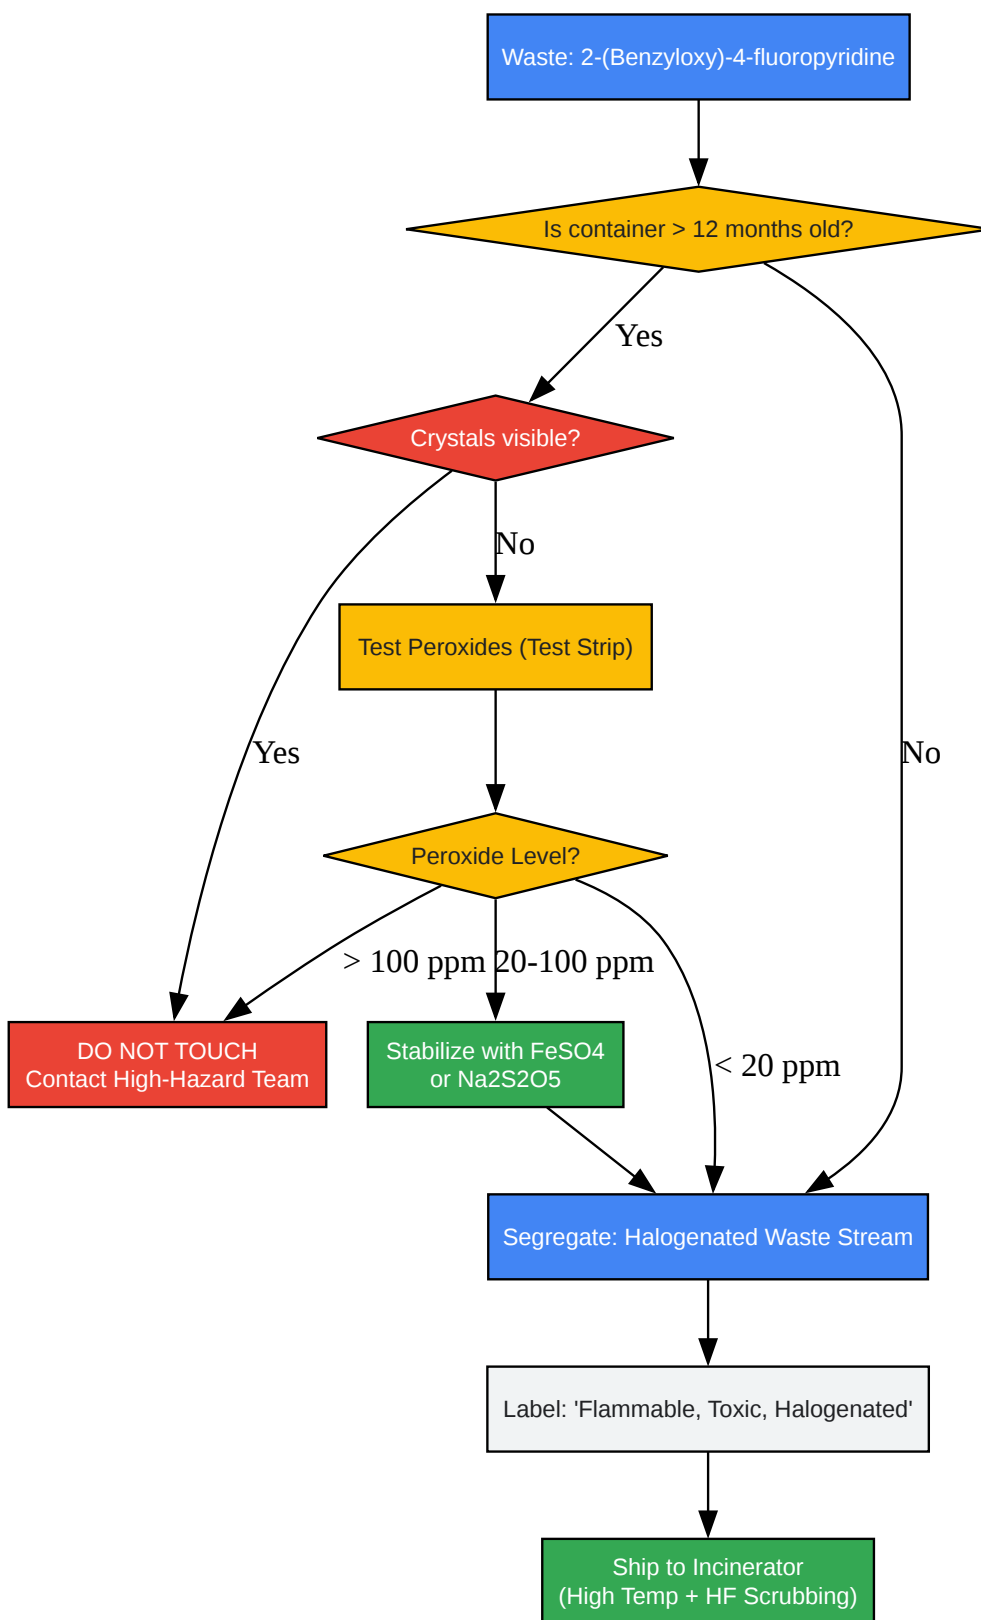 Waste: 2-(Benzyloxy)-4-fluoropyridine
Is container > 12 months old?
Yes
Crystals visible?
No
Test Peroxides (Test Strip)
Yes
No
Peroxide Level?
> 100 ppm
20-100 ppm
DO NOT TOUCH
Contact High-Hazard Team
Stabilize with FeSO4
or Na2S2O5
< 20 ppm
Segregate: Halogenated Waste Stream
Label: 'Flammable, Toxic, Halogenated'
Ship to Incinerator
(High Temp + HF Scrubbing)